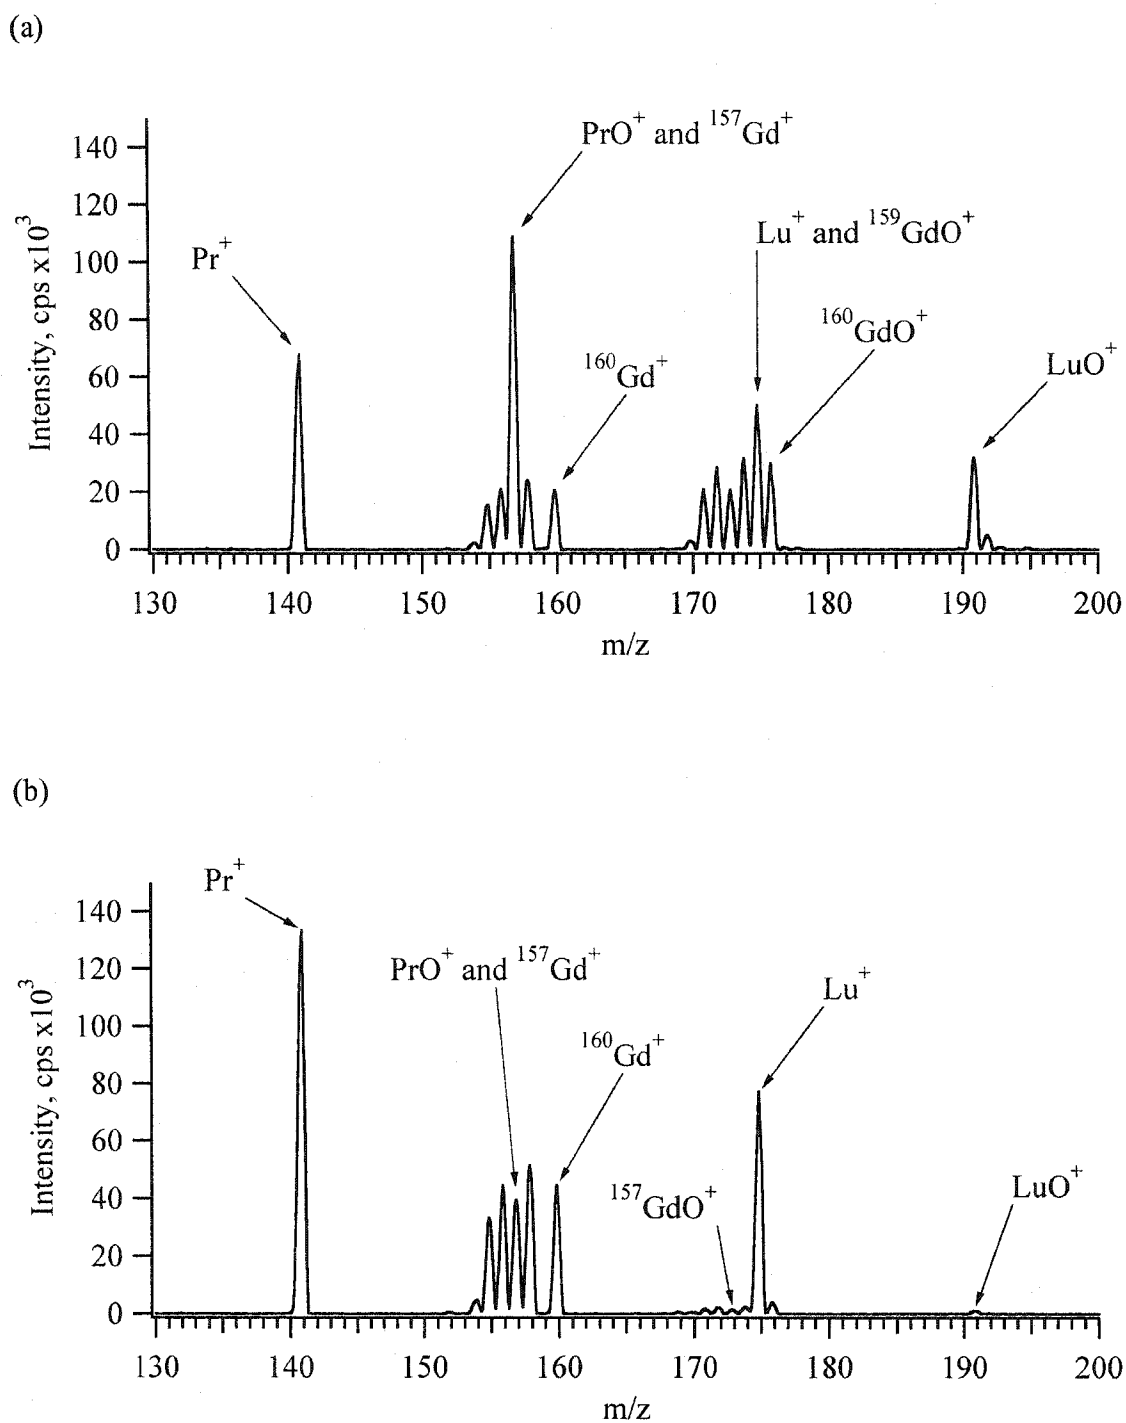 (a)
PrO⁺ and ¹⁵⁷Gd⁺
Lu⁺ and ¹⁵⁹GdO⁺
Pr⁺
¹⁶⁰GdO⁺
¹⁶⁰Gd⁺
LuO⁺
Intensity, cps x10³
140
120
100
80
60
40
20
0
130 140 150 160 170 180 190 200
m/z
(b)
Pr⁺
PrO⁺ and ¹⁵⁷Gd⁺
Lu⁺
¹⁶⁰Gd⁺
¹⁵⁷GdO⁺
LuO⁺
Intensity, cps x10³
140
120
100
80
60
40
20
0
130 140 150 160 170 180 190 200
m/z